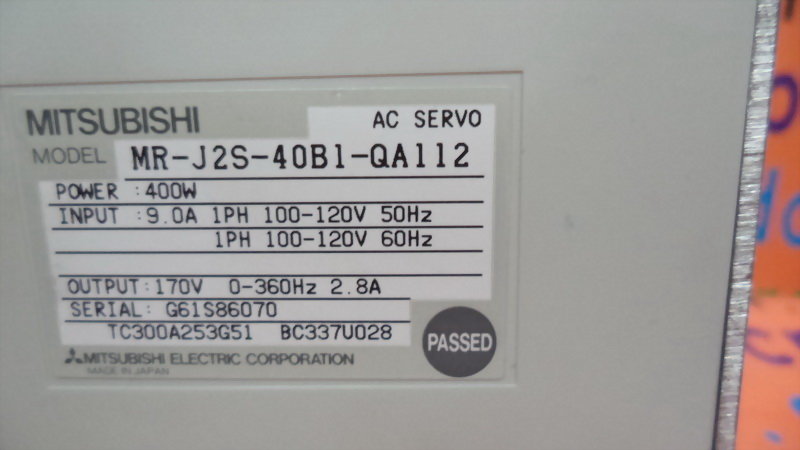 MITSUBISHI AC SERVO
MODEL MR-J2S-40B1-QA112
POWER :400W
INPUT :9.0A 1PH 100-120V 50Hz
1PH 100-120V 60Hz
OUTPUT:170V 0-360Hz 2.8A
SERIAL: G61S86070
TC300A253G51 BC337U028
PASSED
MITSUBISHI ELECTRIC CORPORATION
MADE IN JAPAN